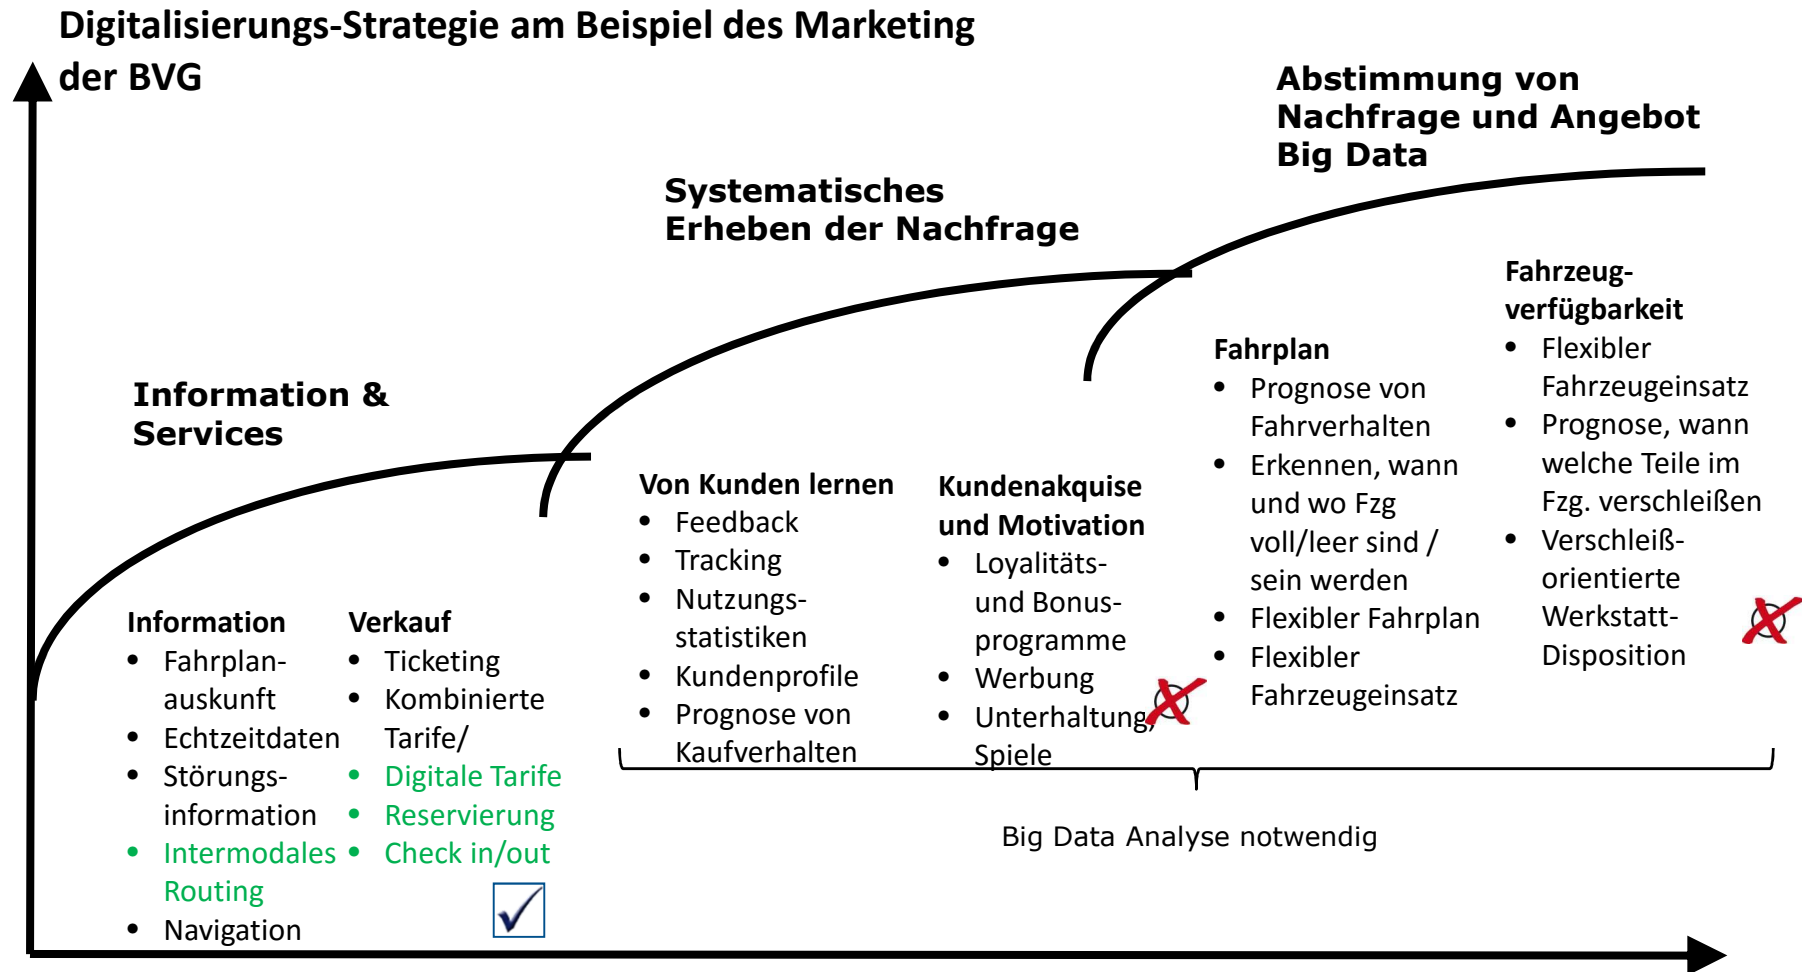 Digitalisierungs-Strategie am Beispiel des Marketing
der BVG
Information &
Services
Information
• Fahrplan-
auskunft
• Echtzeitdaten
• Störungs-
information
• Intermodales
Routing
• Navigation
Verkauf
• Ticketing
• Kombinierte
Tarife/
• Digitale Tarife
• Reservierung
• Check in/out
Systematisches
Erheben der Nachfrage
Von Kunden lernen
• Feedback
• Tracking
• Nutzungs-
statistiken
• Kundenprofile
• Prognose von
Kaufverhalten
Kundenakquise
und Motivation
• Loyalitäts-
und Bonus-
programme
• Werbung
• Unterhaltung,
Spiele
Abstimmung von
Nachfrage und Angebot
Big Data
Fahrplan
• Prognose von
Fahrverhalten
• Erkennen, wann
und wo Fzg
voll/leer sind /
sein werden
• Flexibler Fahrplan
• Flexibler
Fahrzeugeinsatz
Fahrzeug-
verfügbarkeit
• Flexibler
Fahrzeugeinsatz
• Prognose, wann
welche Teile im
Fzg. verschleißen
• Verschleiß-
orientierte
Werkstatt-
Disposition
Big Data Analyse notwendig